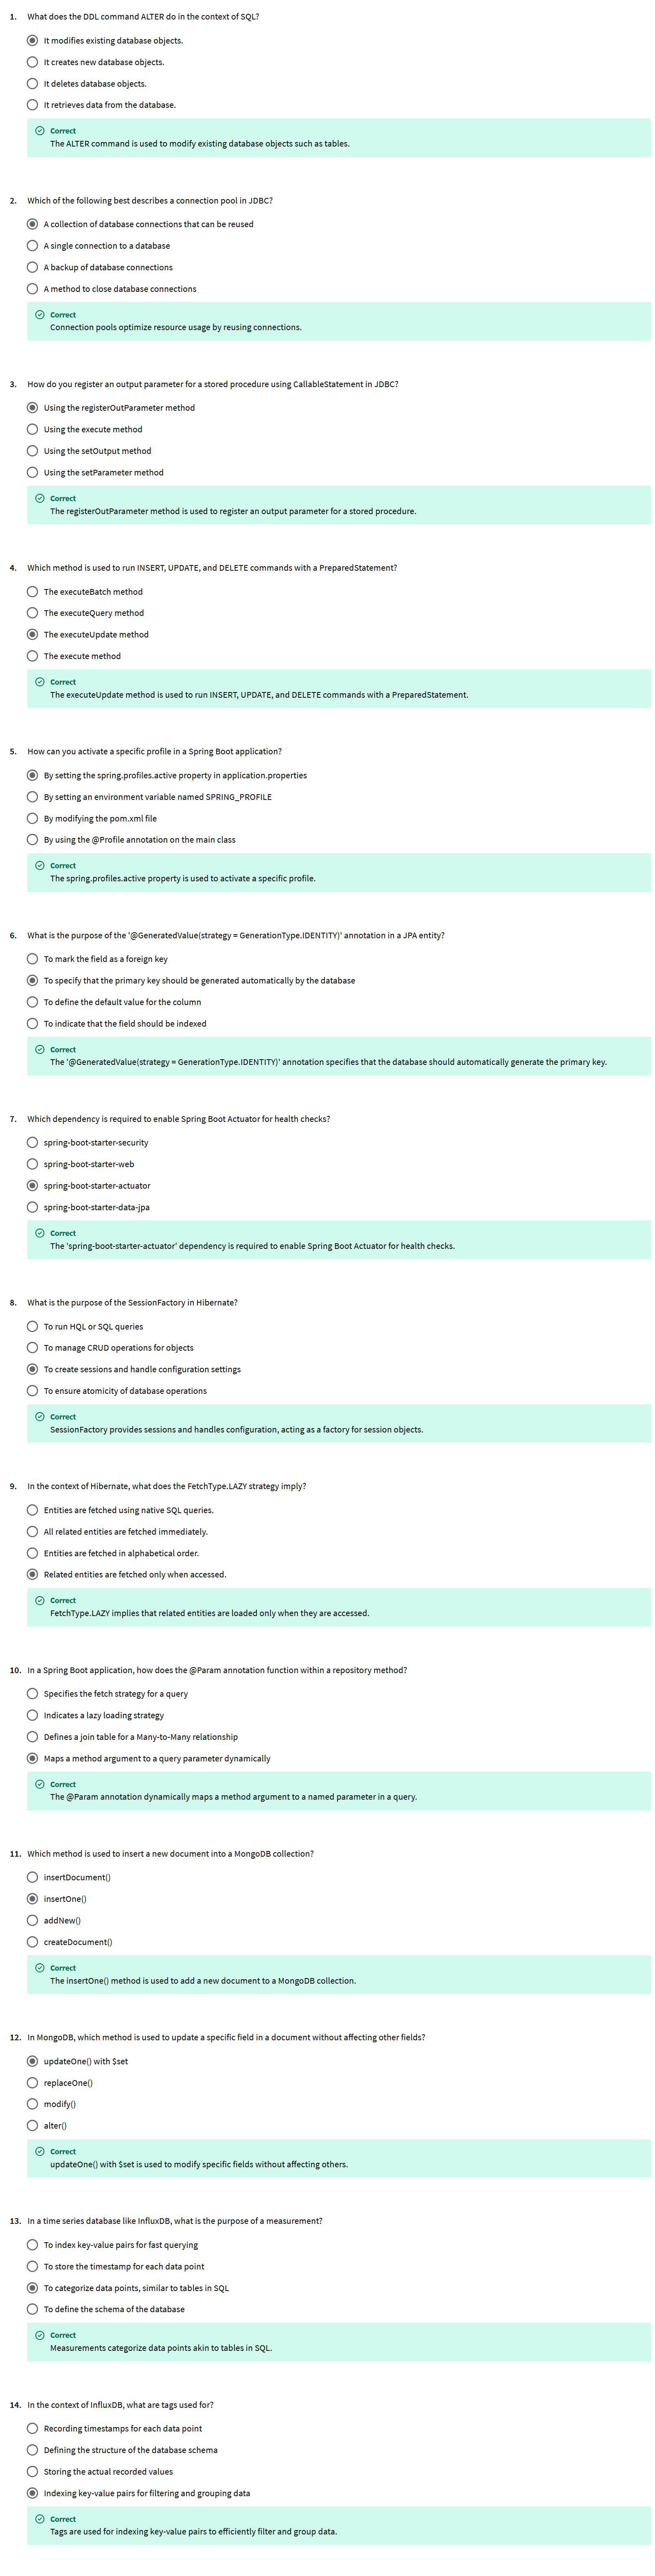 1. What does the DDL command ALTER do in the context of SQL?
It modifies existing database objects.
It creates new database objects.
It deletes database objects.
It retrieves data from the database.
Correct
The ALTER command is used to modify existing database objects such as tables.
2. Which of the following best describes a connection pool in JDBC?
A collection of database connections that can be reused
A single connection to a database
A backup of database connections
A method to close database connections
Correct
Connection pools optimize resource usage by reusing connections.
3. How do you register an output parameter for a stored procedure using CallableStatement in JDBC?
Using the registerOutParameter method
Using the execute method
Using the setOutput method
Using the setParameter method
Correct
The registerOutParameter method is used to register an output parameter for a stored procedure.
4. Which method is used to run INSERT, UPDATE, and DELETE commands with a PreparedStatement?
The executeBatch method
The executeQuery method
The executeUpdate method
The execute method
Correct
The executeUpdate method is used to run INSERT, UPDATE, and DELETE commands with a PreparedStatement.
5. How can you activate a specific profile in a Spring Boot application?
By setting the spring.profiles.active property in application.properties
By setting an environment variable named SPRING_PROFILE
By modifying the pom.xml file
By using the @Profile annotation on the main class
Correct
The spring.profiles.active property is used to activate a specific profile.
6. What is the purpose of the '@GeneratedValue(strategy = GenerationType.IDENTITY)' annotation in a JPA entity?
To mark the field as a foreign key
To specify that the primary key should be generated automatically by the database
To define the default value for the column
To indicate that the field should be indexed
Correct
The '@GeneratedValue(strategy = GenerationType.IDENTITY)' annotation specifies that the database should automatically generate the primary key.
7. Which dependency is required to enable Spring Boot Actuator for health checks?
spring-boot-starter-security
spring-boot-starter-web
spring-boot-starter-actuator
spring-boot-starter-data-jpa
Correct
The 'spring-boot-starter-actuator' dependency is required to enable Spring Boot Actuator for health checks.
8. What is the purpose of the SessionFactory in Hibernate?
To run HQL or SQL queries
To manage CRUD operations for objects
To create sessions and handle configuration settings
To ensure atomicity of database operations
Correct
SessionFactory provides sessions and handles configuration, acting as a factory for session objects.
9. In the context of Hibernate, what does the FetchType.LAZY strategy imply?
Entities are fetched using native SQL queries.
All related entities are fetched immediately.
Entities are fetched in alphabetical order.
Related entities are fetched only when accessed.
Correct
FetchType.LAZY implies that related entities are loaded only when they are accessed.
10. In a Spring Boot application, how does the @Param annotation function within a repository method?
Specifies the fetch strategy for a query
Indicates a lazy loading strategy
Defines a join table for a Many-to-Many relationship
Maps a method argument to a query parameter dynamically
Correct
The @Param annotation dynamically maps a method argument to a named parameter in a query.
11. Which method is used to insert a new document into a MongoDB collection?
insertDocument()
insertOne()
addNew()
createDocument()
Correct
The insertOne() method is used to add a new document to a MongoDB collection.
12. In MongoDB, which method is used to update a specific field in a document without affecting other fields?
updateOne() with $set
replaceOne()
modify()
alter()
Correct
updateOne() with $set is used to modify specific fields without affecting others.
13. In a time series database like InfluxDB, what is the purpose of a measurement?
To index key-value pairs for fast querying
To store the timestamp for each data point
To categorize data points, similar to tables in SQL
To define the schema of the database
Correct
Measurements categorize data points akin to tables in SQL.
14. In the context of InfluxDB, what are tags used for?
Recording timestamps for each data point
Defining the structure of the database schema
Storing the actual recorded values
Indexing key-value pairs for filtering and grouping data
Correct
Tags are used for indexing key-value pairs to efficiently filter and group data.